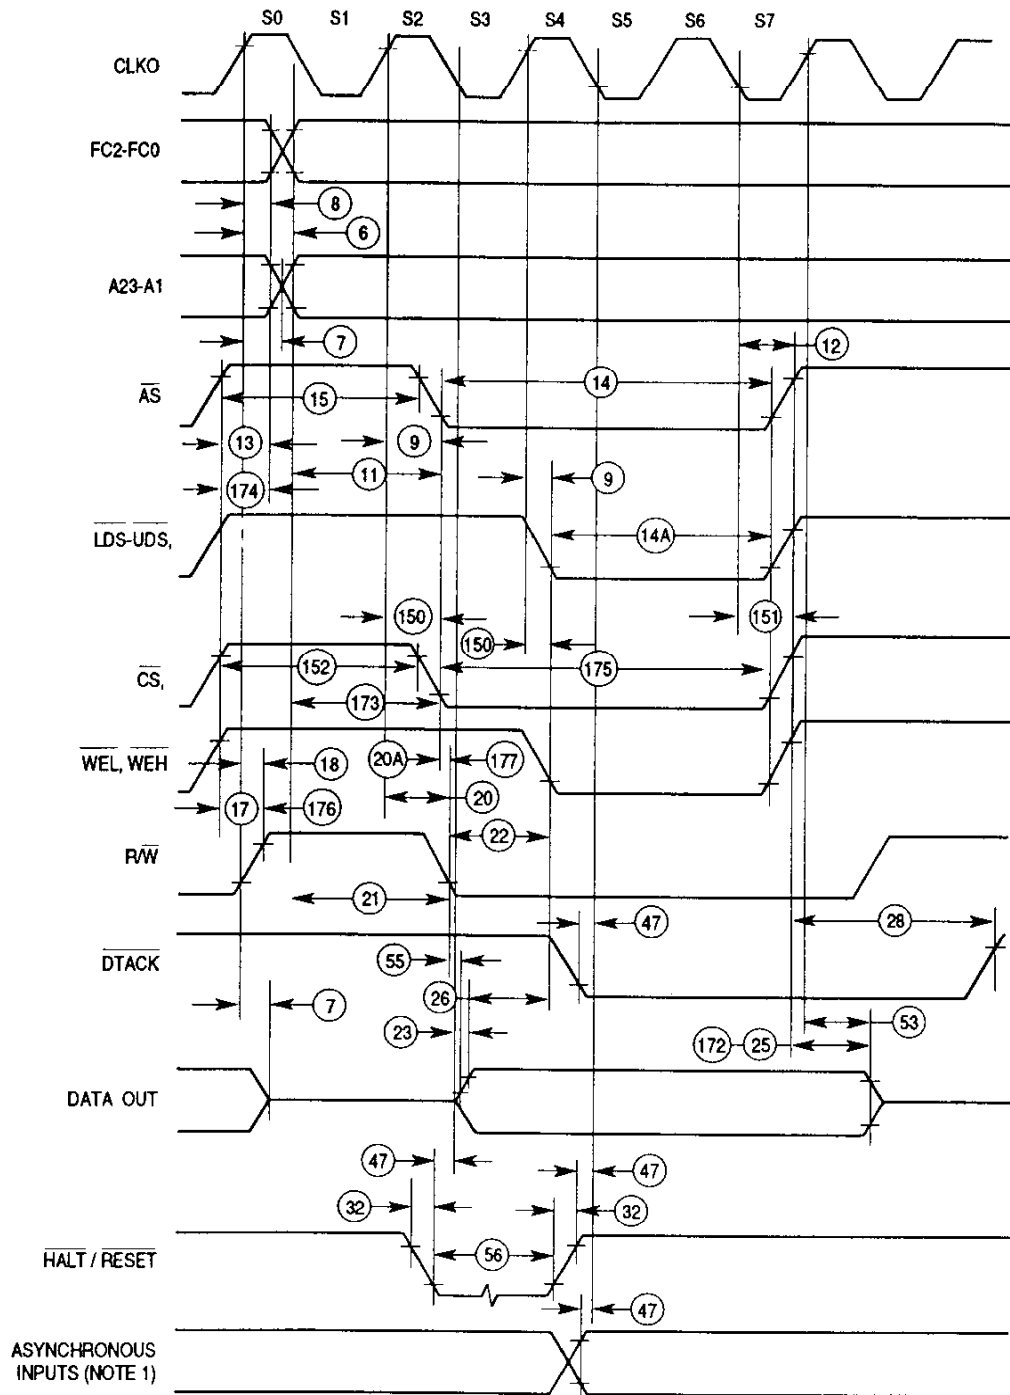 S0 S1 S2 S3 S4 S5 S6 S7
CLKO
FC2-FC0
8
6
A23-A1
7
12
AS
14
15
13
9
11
9
174
LDS-UDS,
14A
150
151
150
CS,
152
175
173
WEL, WEH
18
20A
177
20
17
176
22
R/W
21
47
28
DTACK
55
26
7
23
53
172
25
DATA OUT
47
47
32
32
HALT / RESET
56
47
ASYNCHRONOUS
INPUTS (NOTE 1)